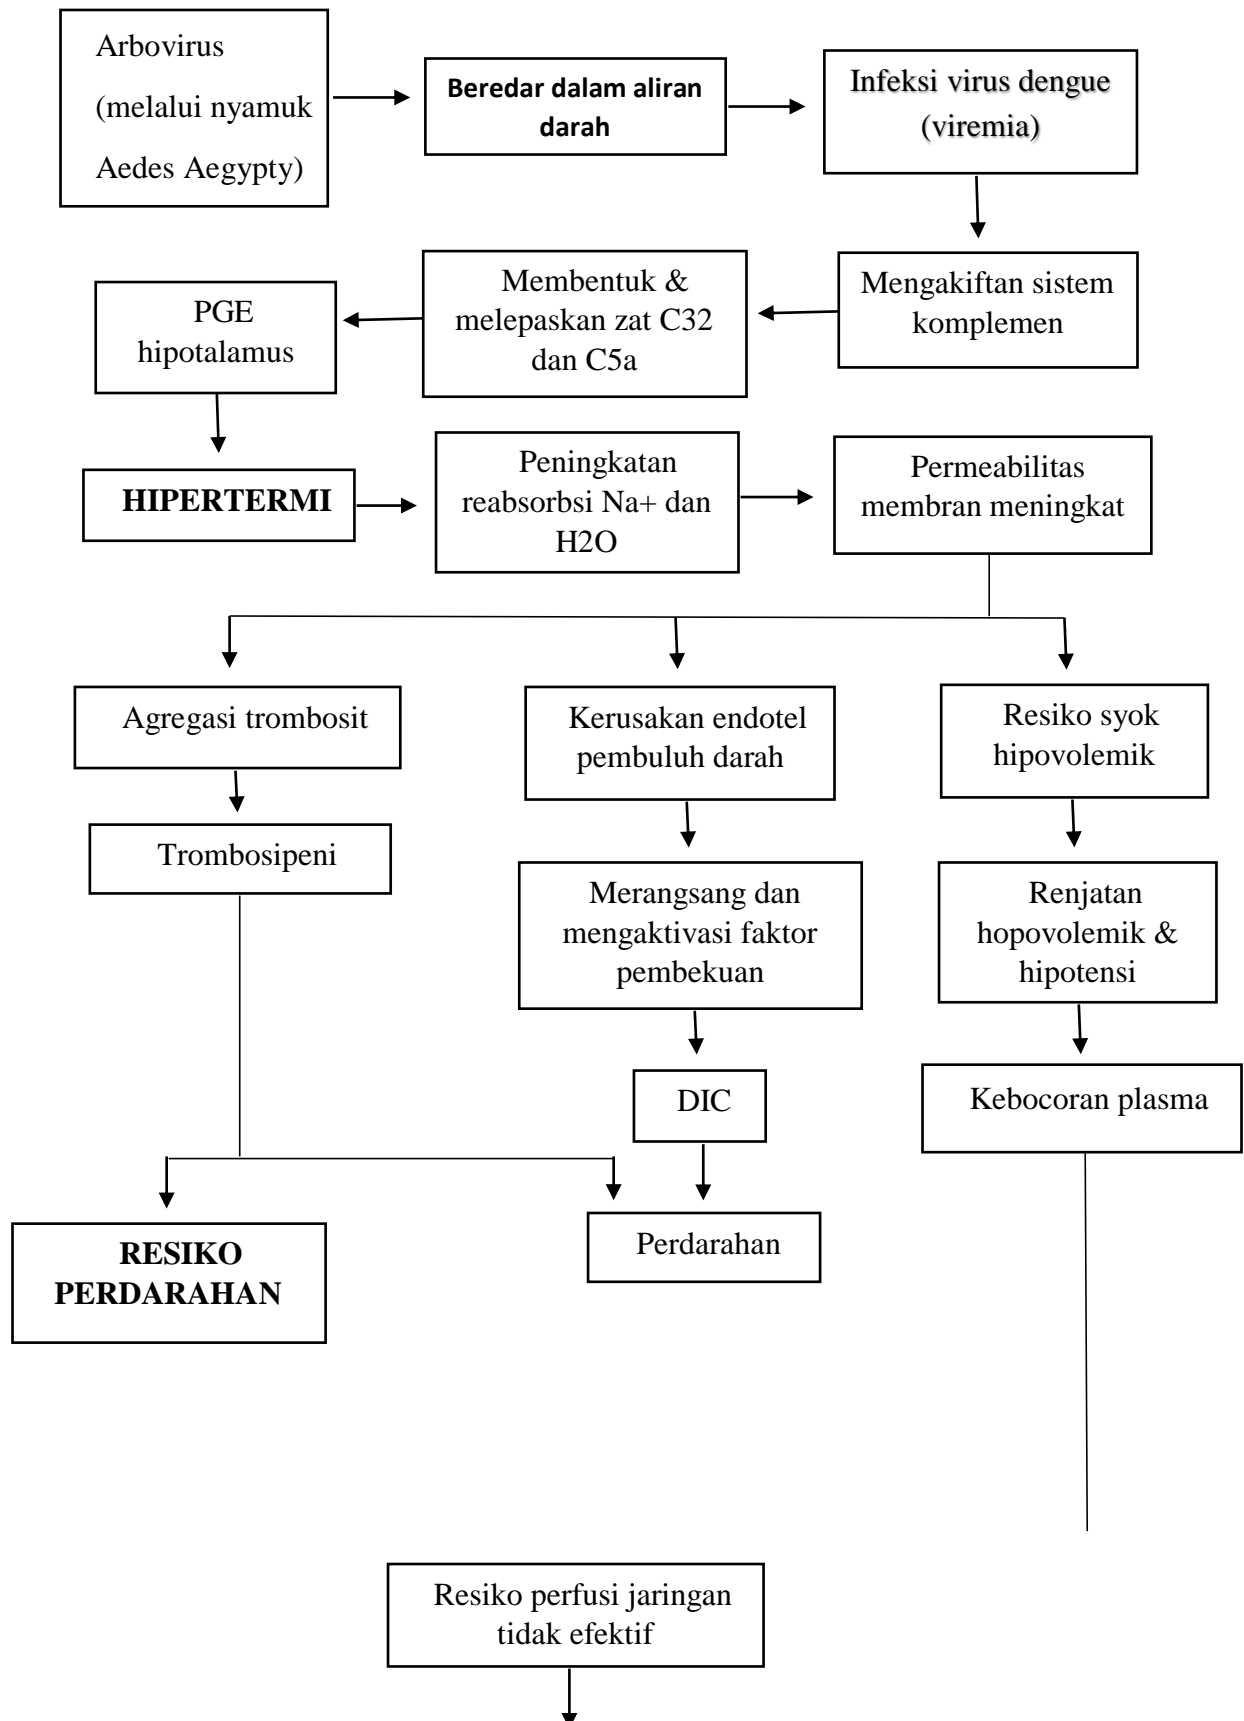 Arbovirus
(melalui nyamuk
Aedes Aegypty)
Beredar dalam aliran
darah
Infeksi virus dengue
(viremia)
Mengakiftan sistem
komplemen
Membentuk &
melepaskan zat C32
dan C5a
PGE
hipotalamus
HIPERTERMI
Peningkatan
reabsorbsi Na+ dan
H2O
Permeabilitas
membran meningkat
Agregasi trombosit
Kerusakan endotel
pembuluh darah
Resiko syok
hipovolemik
Trombosipeni
Merangsang dan
mengaktivasi faktor
pembekuan
Renjatan
hopovolemik &
hipotensi
DIC
Kebocoran plasma
RESIKO
PERDARAHAN
Perdarahan
Resiko perfusi jaringan
tidak efektif